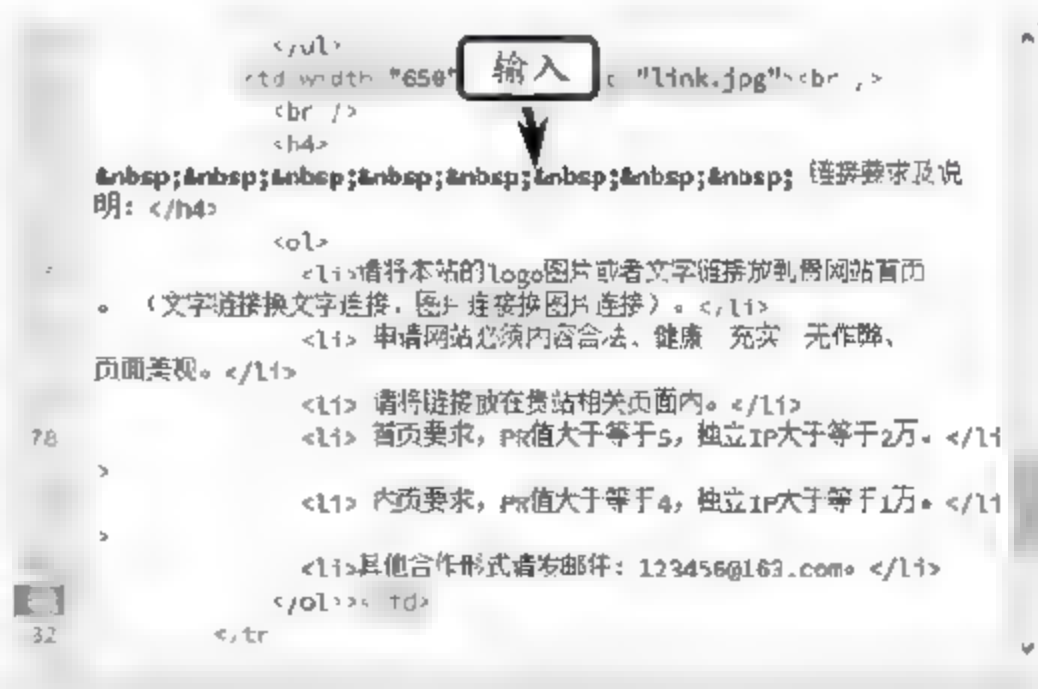 </ul>
输入
<td width "650" "link.jpg"><br />
<br />
<h4>
&nbsp;&nbsp;&nbsp;&nbsp;&nbsp;&nbsp;&nbsp;&nbsp; 链接要求及说
明：</h4>
<ol>
<li>请将本站的logo图片或者文字链接放到贵网站首页
。（文字链接换文字连接，图片连接换图片连接）。</li>
<li> 申请网站必须内容合法、健康 充实 无作弊、
页面美观。</li>
<li> 请将链接放在贵站相关页面内。</li>
78 <li> 首页要求，PR值大于等于5，独立IP大于等于2万。</li
>
<li> 内页要求，PR值大于等于4，独立IP大于等于1万。</li
>
<li>其他合作形式请发邮件：123456@163.com。</li>
</ol> td>
32 </tr